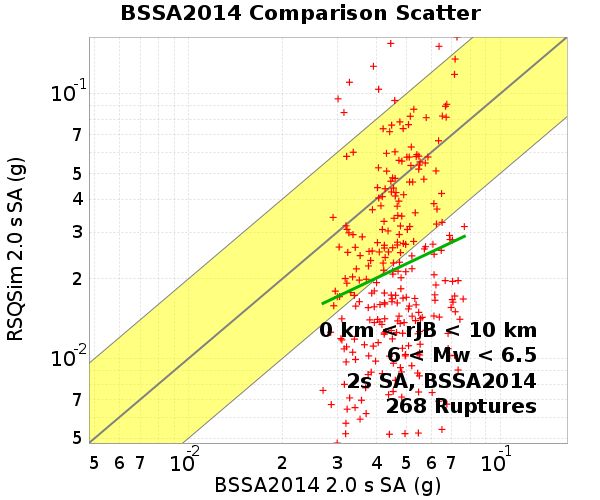 BSSA2014 Comparison Scatter
RSQSim 2.0 s SA (g)
10-1
7
5
4
3
2
10-2
7
5
0 km < rJB < 10 km
6 < Mw < 6.5
2s SA, BSSA2014
268 Ruptures
5 6 7 10-2 2 3 4 5 6 7 10-1
BSSA2014 2.0 s SA (g)